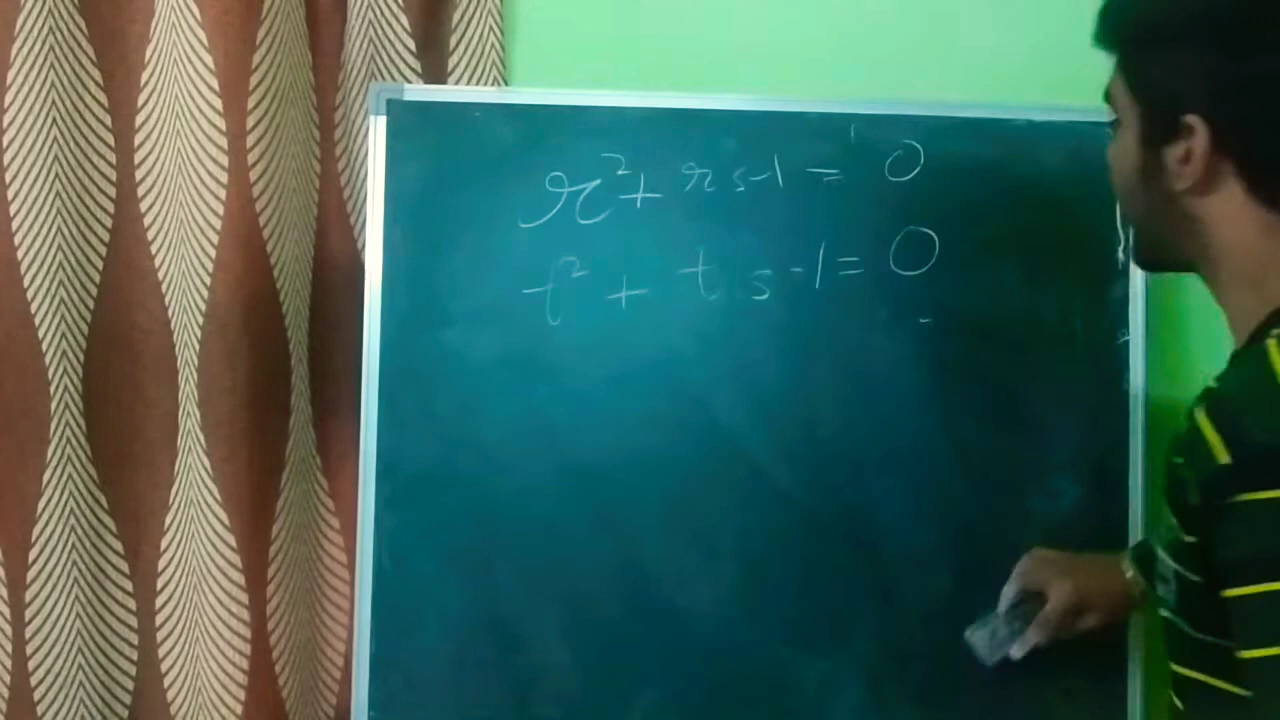 r² + rs-1 = 0
t² + ts-1 = 0